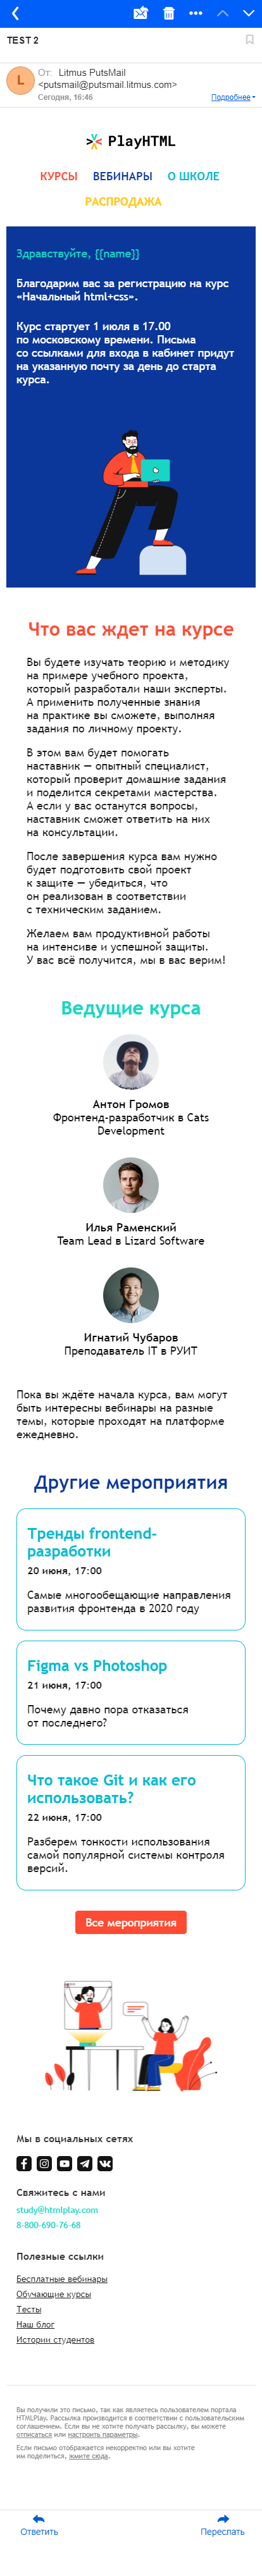 TEST 2
L
От: Litmus PutsMail
<putsmail@putsmail.litmus.com>
Сегодня, 16:46
Подробнее
PlayHTML
КУРСЫ ВЕБИНАРЫ О ШКОЛЕ
РАСПРОДАЖА
Здравствуйте, {{name}}
Благодарим вас за регистрацию на курс
«Начальный html+css».
Курс стартует 1 июля в 17.00
по московскому времени. Письма
со ссылками для входа в кабинет придут
на указанную почту за день до старта
курса.
Что вас ждет на курсе
Вы будете изучать теорию и методику
на примере учебного проекта,
который разработали наши эксперты.
А применить полученные знания
на практике вы сможете, выполняя
задания по личному проекту.
В этом вам будет помогать
наставник — опытный специалист,
который проверит домашние задания
и поделится секретами мастерства.
А если у вас остались вопросы,
наставник сможет ответить на них
на консультации.
После завершения курса вам нужно
будет подготовить свой проект
к защите — убедиться, что
он реализован в соответствии
с техническим заданием.
Желаем вам продуктивной работы
на интенсиве и успешной защиты.
У вас всё получится, мы в вас верим!
Ведущие курса
Антон Громов
Фронтенд-разработчик в Cats
Development
Илья Раменский
Team Lead в Lizard Software
Игнатий Чубаров
Преподаватель IT в РУИТ
Пока вы ждёте начала курса, вам могут
быть интересны вебинары на разные
темы, которые проходят на платформе
ежедневно.
Другие мероприятия
Тренды frontend-
разработки
20 июня, 17:00
Самые многообещающие направления
развития фронтенда в 2020 году
Figma vs Photoshop
21 июня, 17:00
Почему давно пора отказаться
от последнего?
Что такое Git и как его
использовать?
22 июня, 17:00
Разберем тонкости использования
самой популярной системы контроля
версий.
Все мероприятия
Мы в социальных сетях
Свяжитесь с нами
study@htmlplay.com
8-800-690-76-68
Полезные ссылки
Бесплатные вебинары
Обучающие курсы
Тесты
Наш блог
Истории студентов
Вы получили это письмо, так как являетесь пользователем портала
HTMLPlay. Рассылка производится в соответствии с пользовательским
соглашением. Если вы не хотите получать рассылку, вы можете
отписаться или настроить параметры.
Если письмо отображается некорректно или вы хотите
им поделиться, жмите сюда.
Ответить Переслать